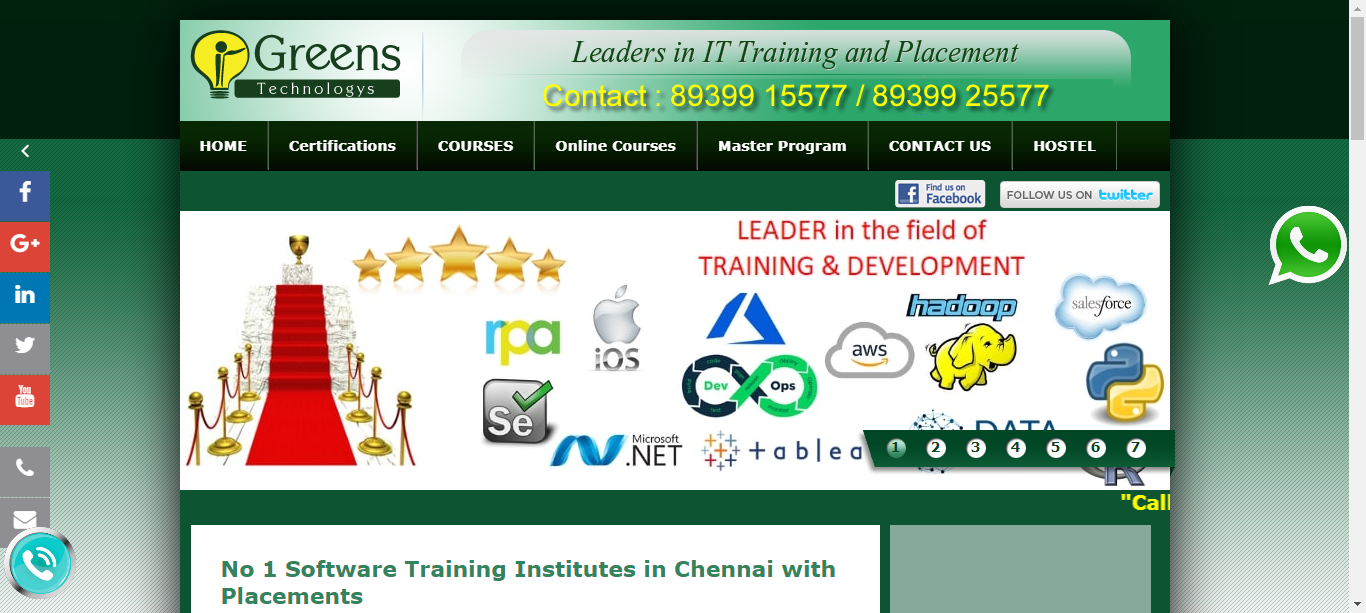 Greens
Technologys
Leaders in IT Training and Placement
Contact : 89399 15577 / 89399 25577
HOME Certifications COURSES Online Courses Master Program CONTACT US HOSTEL
Find us on
Facebook
FOLLOW US ON twitter
LEADER in the field of
TRAINING & DEVELOPMENT
hadoop
salesforce
rpa
iOS
aws
Dev Ops
Se
Microsoft
.NET
+ a b l e a
DATA
R
1 2 3 4 5 6 7
f
G+
in
You
Tube
"Call
No 1 Software Training Institutes in Chennai with
Placements